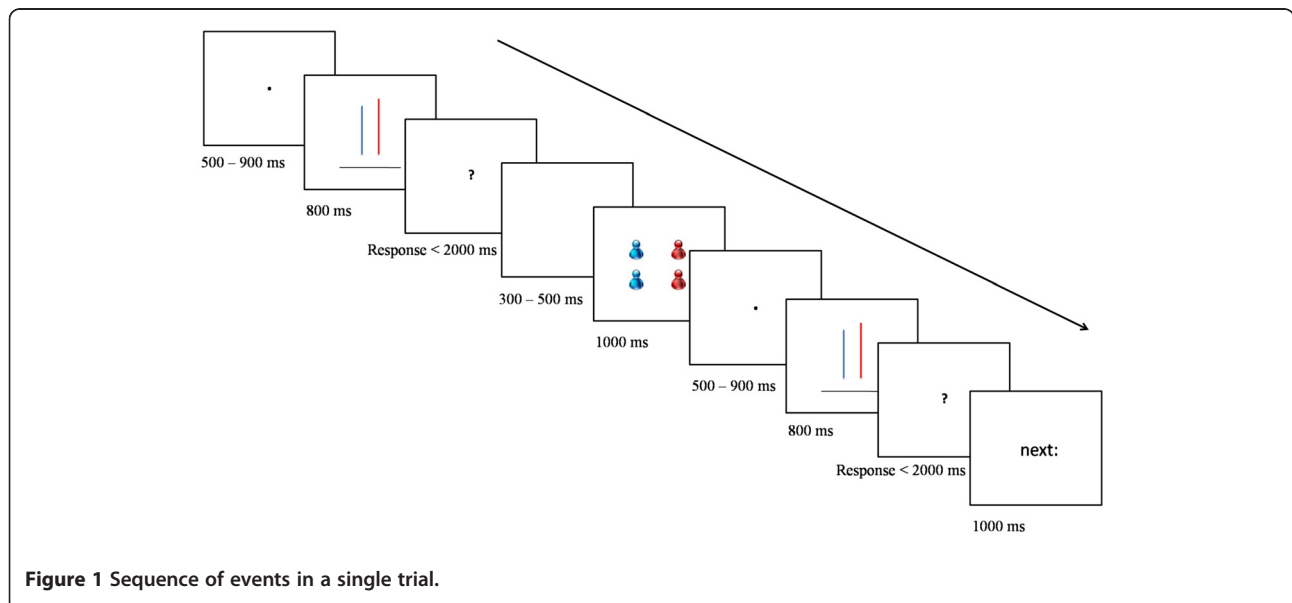 500 – 900 ms
800 ms
?
Response < 2000 ms
300 – 500 ms
1000 ms
500 – 900 ms
800 ms
?
Response < 2000 ms
next:
1000 ms
Figure 1 Sequence of events in a single trial.